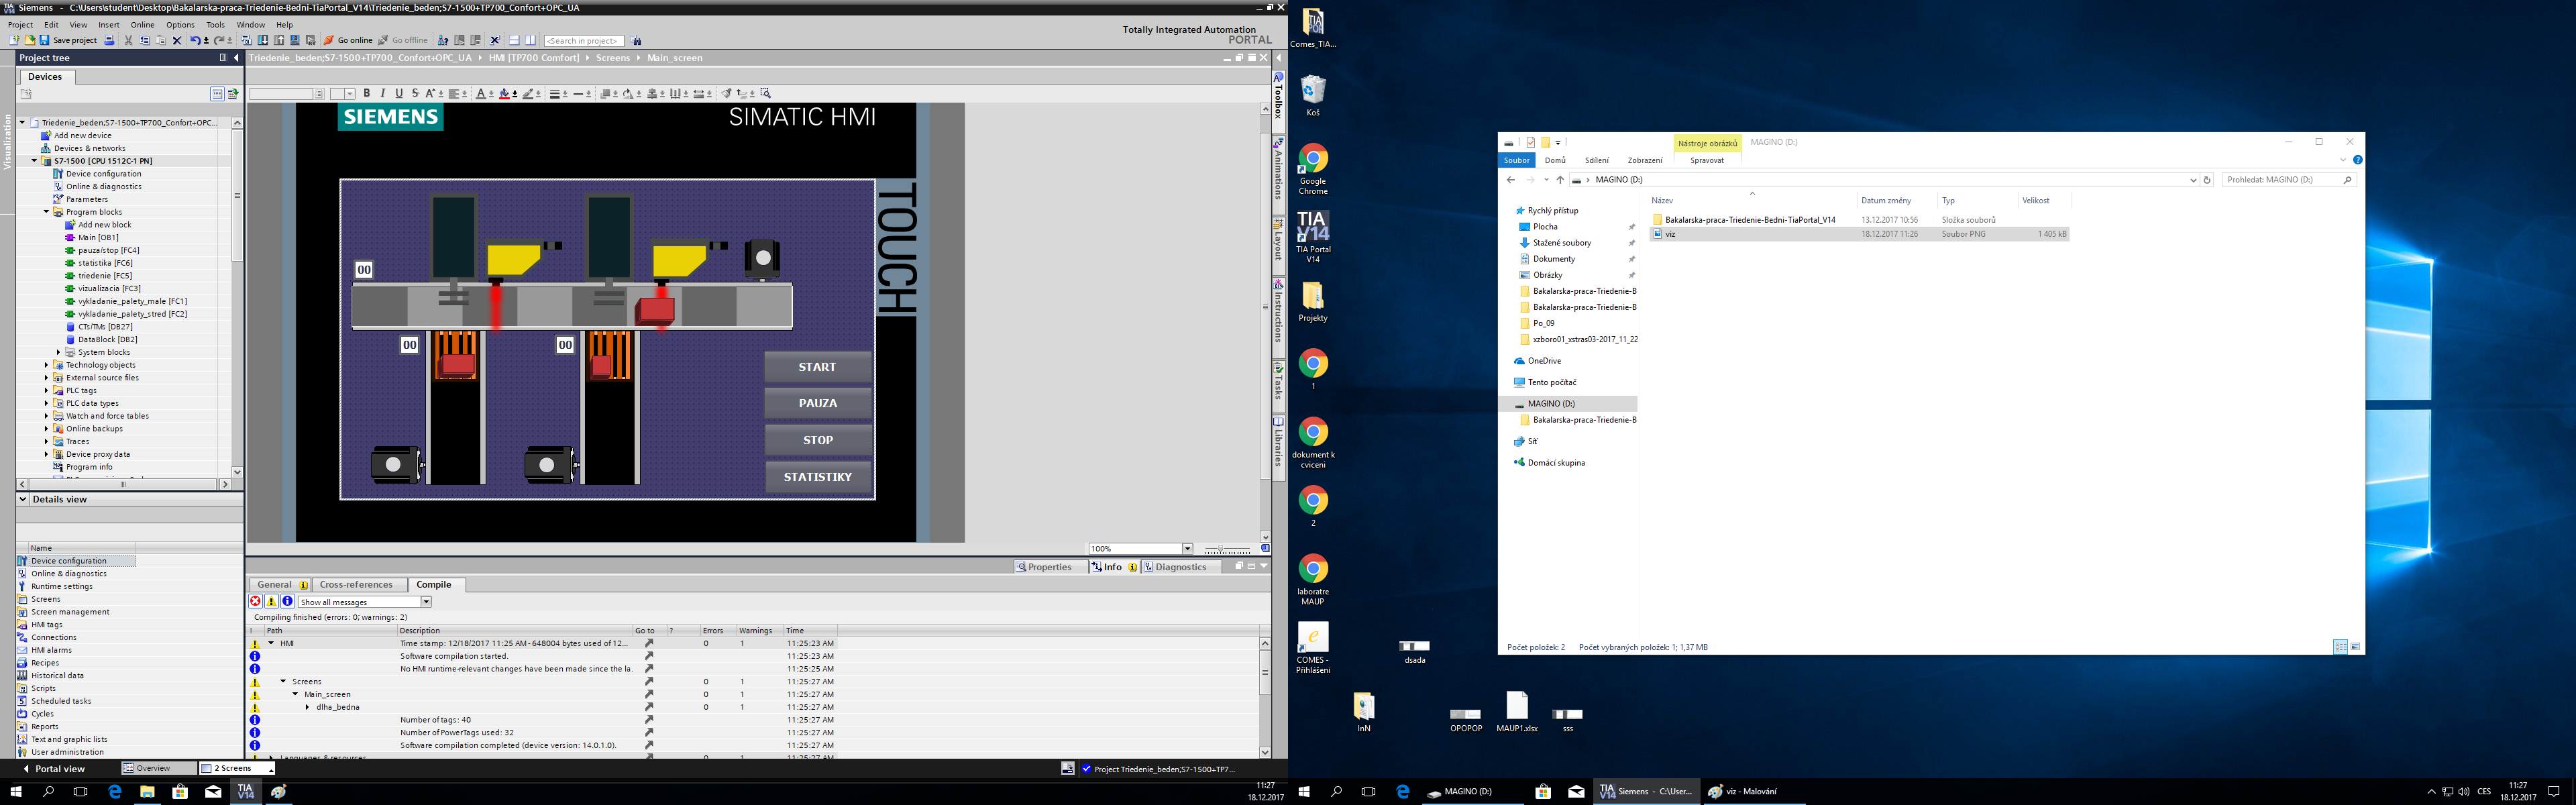 Siemens - C:\Users\student\Desktop\Bakalarska-praca-Triedenie-Bedni-TiaPortal_V14\Triedenie_beden;S7-1500+TP700_Confort+OPC_UA
Project Edit View Insert Online Options Tools Window Help
Save project Go online Go offline <Search in project>
Totally Integrated Automation
PORTAL
Project tree
Triedenie_beden;S7-1500+TP700_Confort+OPC_UA HMI [TP700 Comfort] Screens Main_screen
Devices
Visualization
Triedenie_beden;S7-1500+TP700_Confort+OPC...
Add new device
Devices & networks
S7-1500 [CPU 1512C-1 PN]
Device configuration
Online & diagnostics
Parameters
Program blocks
Add new block
Main [OB1]
pauza/stop [FC4]
statistika [FC6]
triedenie [FC5]
vizualizacia [FC3]
vykladanie_palety_male [FC1]
vykladanie_palety_stred [FC2]
CTs/TMs [DB27]
DataBlock [DB2]
System blocks
Technology objects
External source files
PLC tags
PLC data types
Watch and force tables
Online backups
Traces
Device proxy data
Program info
Details view
Name
Device configuration
Online & diagnostics
Runtime settings
Screens
Screen management
HMI tags
Connections
HMI alarms
Recipes
Historical data
Scripts
Scheduled tasks
Cycles
Reports
Text and graphic lists
User administration
Portal view Overview 2 Screens
Project Triedenie_beden;S7-1500+TP7...
B I U S A
SIEMENS
SIMATIC HMI
TOUCH
00
00
00
START
PAUZA
STOP
STATISTIKY
Toolbox
Animations
Layout
Instructions
Tasks
Libraries
100%
Properties Info Diagnostics
General Cross-references Compile
Show all messages
Compiling finished (errors: 0; warnings: 2)
! Path Description Go to ? Errors Warnings Time
HMI Time stamp: 12/18/2017 11:25 AM - 648004 bytes used of 12... 0 1 11:25:23 AM
Software compilation started. 11:25:23 AM
No HMI runtime-relevant changes have been made since the la. 11:25:25 AM
Screens 0 1 11:25:27 AM
Main_screen 0 1 11:25:27 AM
dlha_bedna 0 1 11:25:27 AM
Number of tags: 40 11:25:27 AM
Number of PowerTags used: 32 11:25:27 AM
Software compilation completed (device version: 14.0.1.0). 11:25:27 AM
11:27
18.12.2017
Comes_TIA...
Koš
Google Chrome
TIA V14
TIA Portal V14
Projekty
1
dokument k cviceni
2
laboratre MAUP
COMES - Přihlášení
dsada
InN
OPOPOP
MAUP1.xlsx
sss
Nástroje obrázků MAGINO (D:)
Soubor Domů Sdílení Zobrazení Spravovat
MAGINO (D:)
Prohledat: MAGINO (D:)
Název Datum změny Typ Velikost
Bakalarska-praca-Triedenie-Bedni-TiaPortal_V14 13.12.2017 10:56 Složka souborů
viz 18.12.2017 11:26 Soubor PNG 1 405 kB
Rychlý přístup
Plocha
Stažené soubory
Dokumenty
Obrázky
Bakalarska-praca-Triedenie-B
Bakalarska-praca-Triedenie-B
Po_09
xzboro01_xstras03-2017_11_22
OneDrive
Tento počítač
MAGINO (D:)
Bakalarska-praca-Triedenie-B
Síť
Domácí skupina
Počet položek: 2 Počet vybraných položek: 1; 1,37 MB
MAGINO (D:)
Siemens - C:\User...
viz - Malování
CES
11:27
18.12.2017